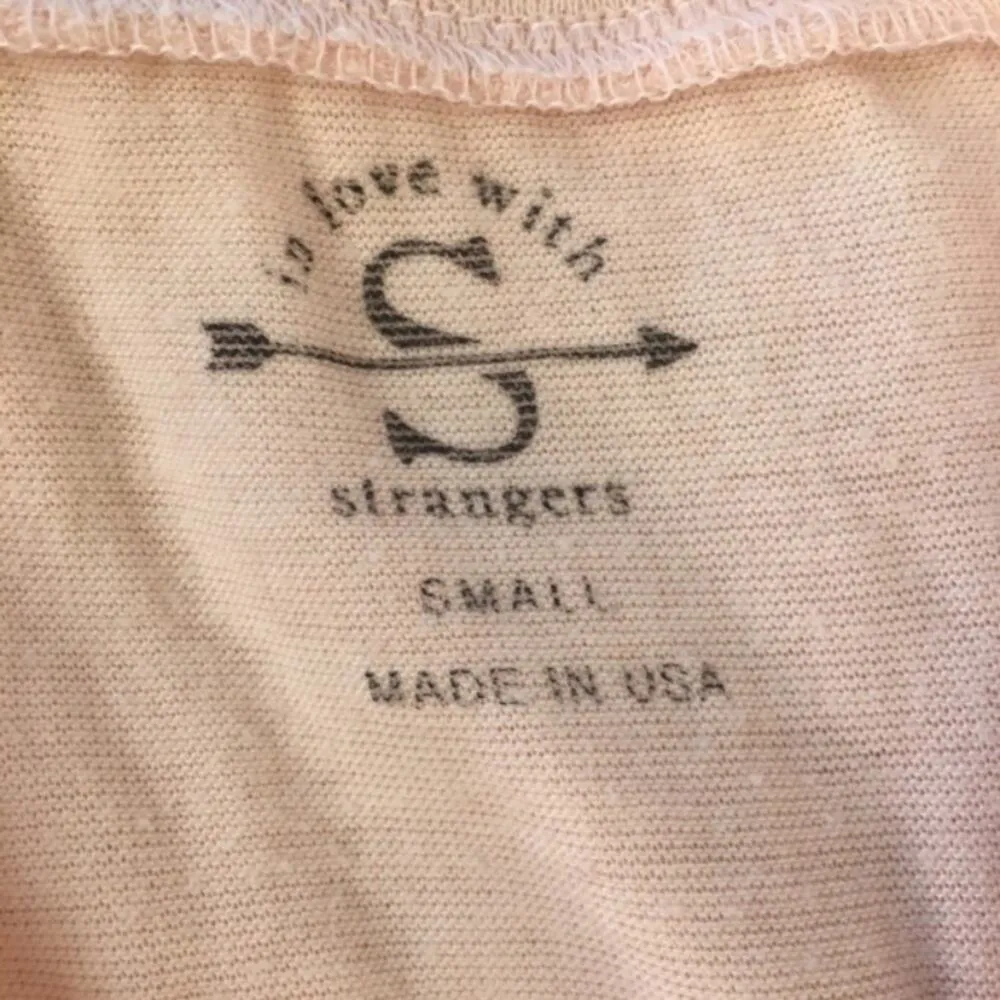 in love with
S
strangers
SMALL
MADE IN USA